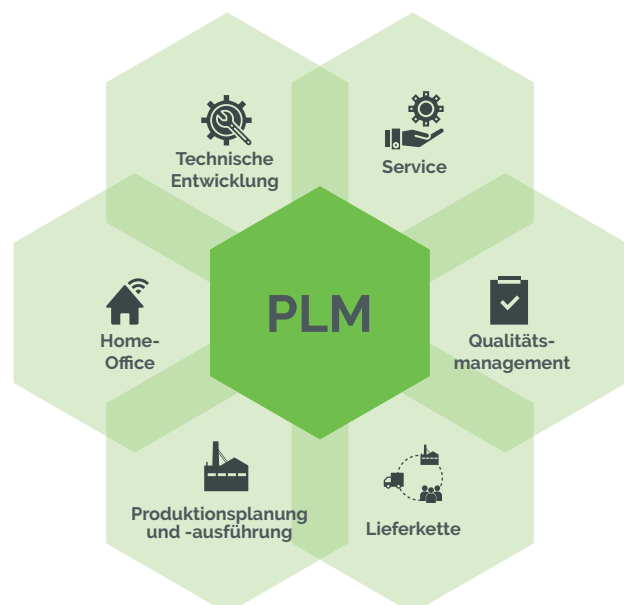 Technische
Entwicklung
Service
Home-
Office
PLM
Qualitäts-
management
Produktionsplanung
und -ausführung
Lieferkette